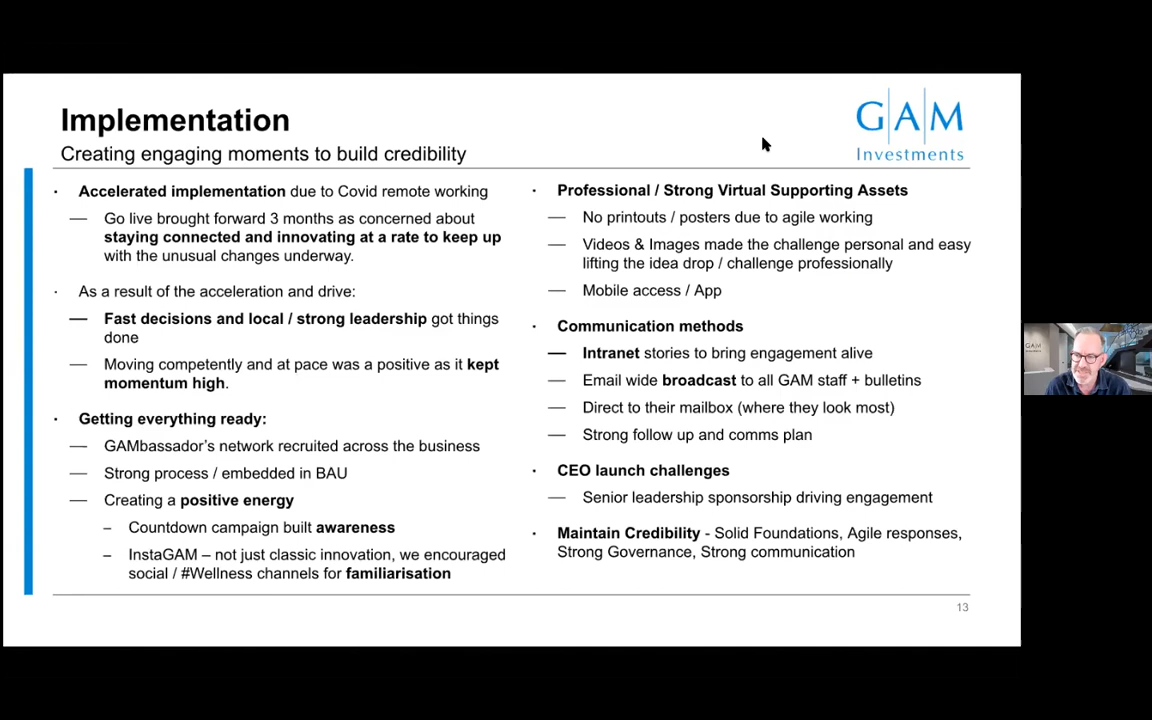 Implementation
Creating engaging moments to build credibility
G|A|M
Investments
· Accelerated implementation due to Covid remote working
— Go live brought forward 3 months as concerned about
staying connected and innovating at a rate to keep up
with the unusual changes underway.
· As a result of the acceleration and drive:
— Fast decisions and local / strong leadership got things
done
— Moving competently and at pace was a positive as it kept
momentum high.
· Getting everything ready:
— GAMbassador’s network recruited across the business
— Strong process / embedded in BAU
— Creating a positive energy
– Countdown campaign built awareness
– InstaGAM – not just classic innovation, we encouraged
social / #Wellness channels for familiarisation
· Professional / Strong Virtual Supporting Assets
— No printouts / posters due to agile working
— Videos & Images made the challenge personal and easy
lifting the idea drop / challenge professionally
— Mobile access / App
· Communication methods
— Intranet stories to bring engagement alive
— Email wide broadcast to all GAM staff + bulletins
— Direct to their mailbox (where they look most)
— Strong follow up and comms plan
· CEO launch challenges
— Senior leadership sponsorship driving engagement
· Maintain Credibility - Solid Foundations, Agile responses,
Strong Governance, Strong communication
13
GAM